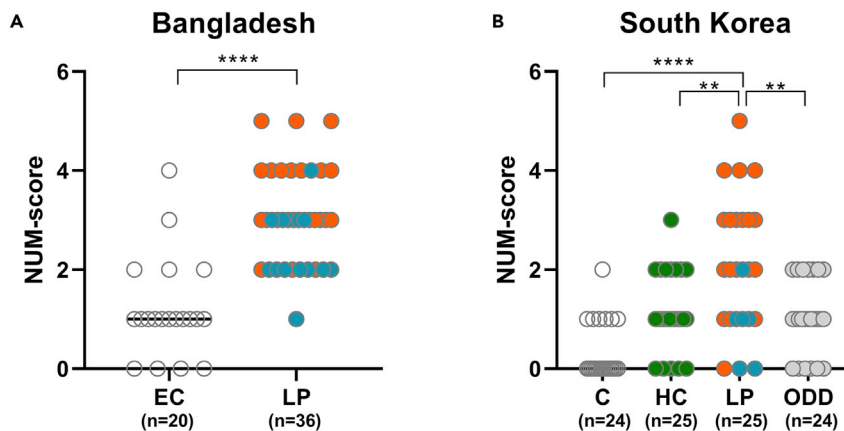 A
Bangladesh
****
6
4
2
0
NUM-score
EC
(n=20)
LP
(n=36)
B
South Korea
****
**
**
6
4
2
0
NUM-score
C
(n=24)
HC
(n=25)
LP
(n=25)
ODD
(n=24)